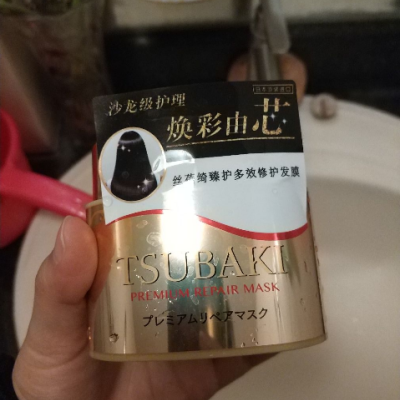 沙龙级护理
焕彩由芯
丝蓓绮臻护多效修护发膜
TSUBAKI
PREMIUM REPAIR MASK
プレミアムリペアマスク